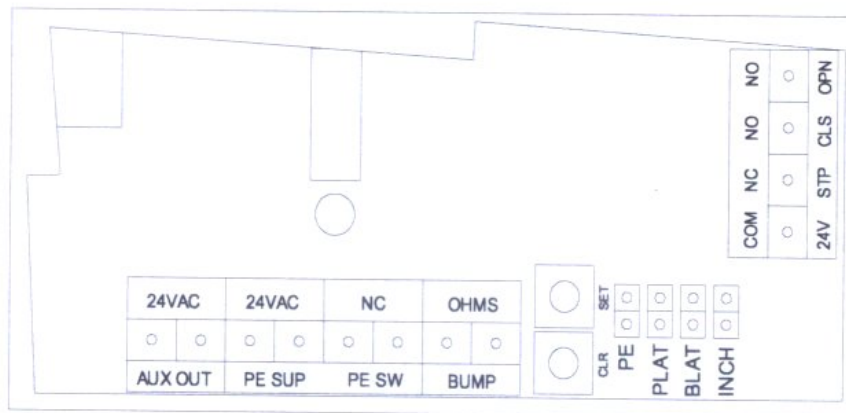 NO OPN
NO CLS
NC STP
COM 24V
24VAC 24VAC NC OHMS
AUX OUT PE SUP PE SW BUMP
SET
CLR
PE
PLAT
BLAT
INCH